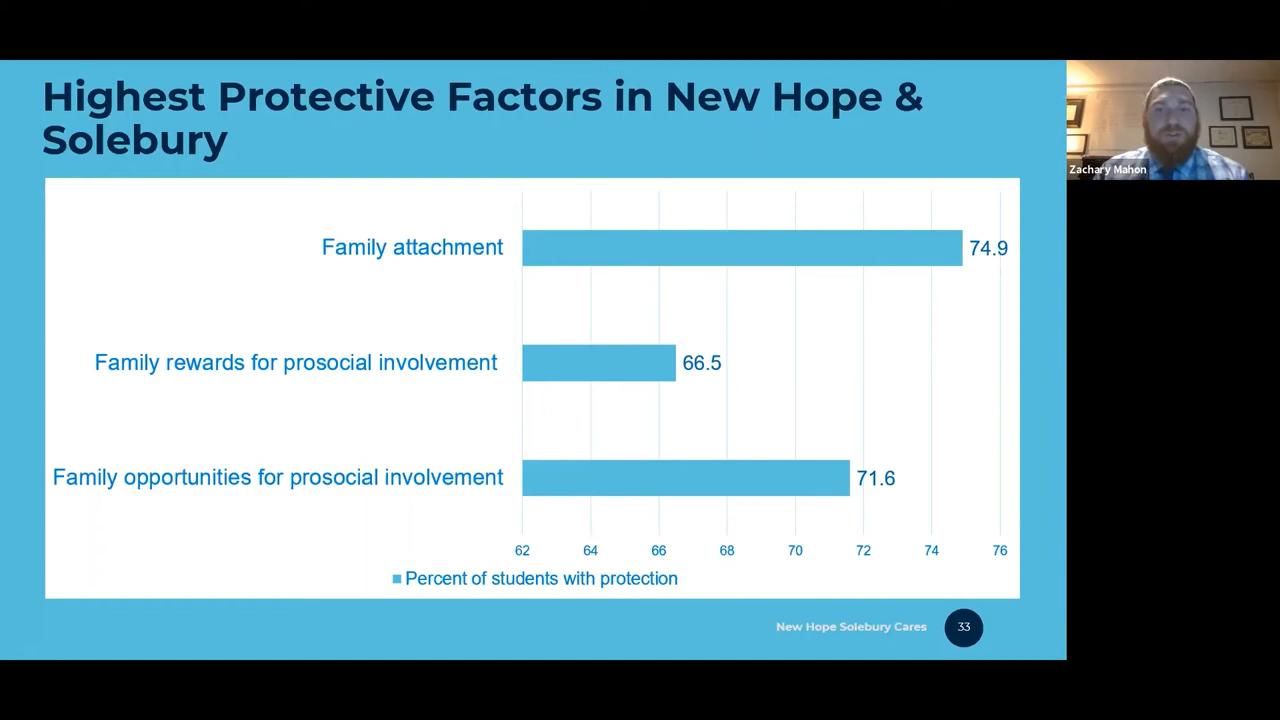 Highest Protective Factors in New Hope &
Solebury
Zachary Mahon
Family attachment
74.9
Family rewards for prosocial involvement
66.5
Family opportunities for prosocial involvement
71.6
62 64 66 68 70 72 74 76
Percent of students with protection
New Hope Solebury Cares 33